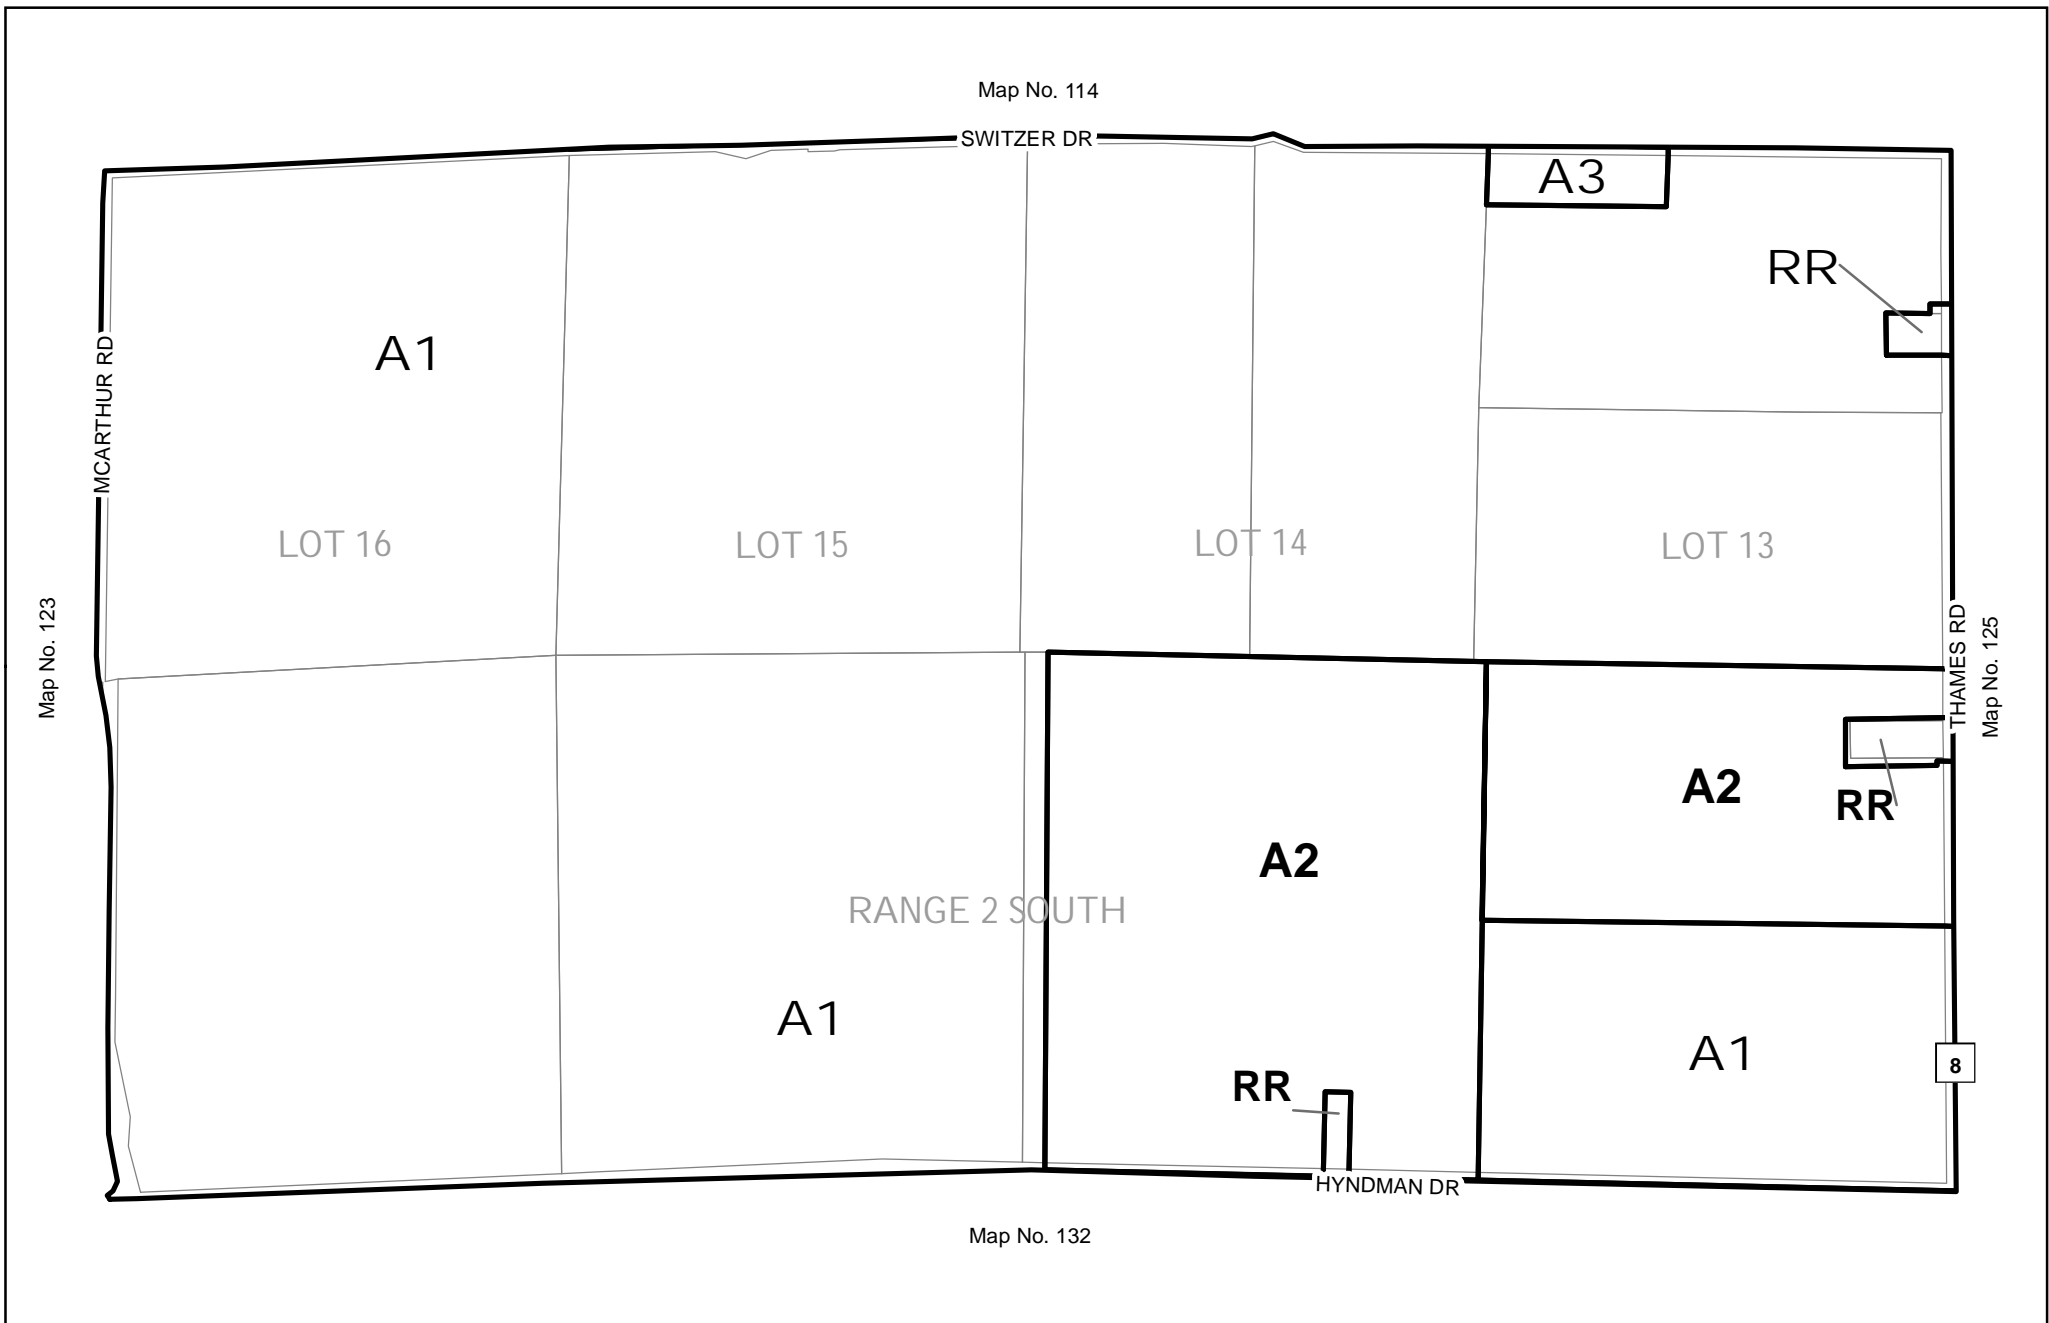 Map No. 114
SWITZER DR
A3
RR
A1
MCARTHUR RD
LOT 16
LOT 15
LOT 14
LOT 13
Map No. 123
THAMES RD
Map No. 125
A2
RR
A2
RANGE 2 SOUTH
A1
A1
8
RR
HYNDMAN DR
Map No. 132